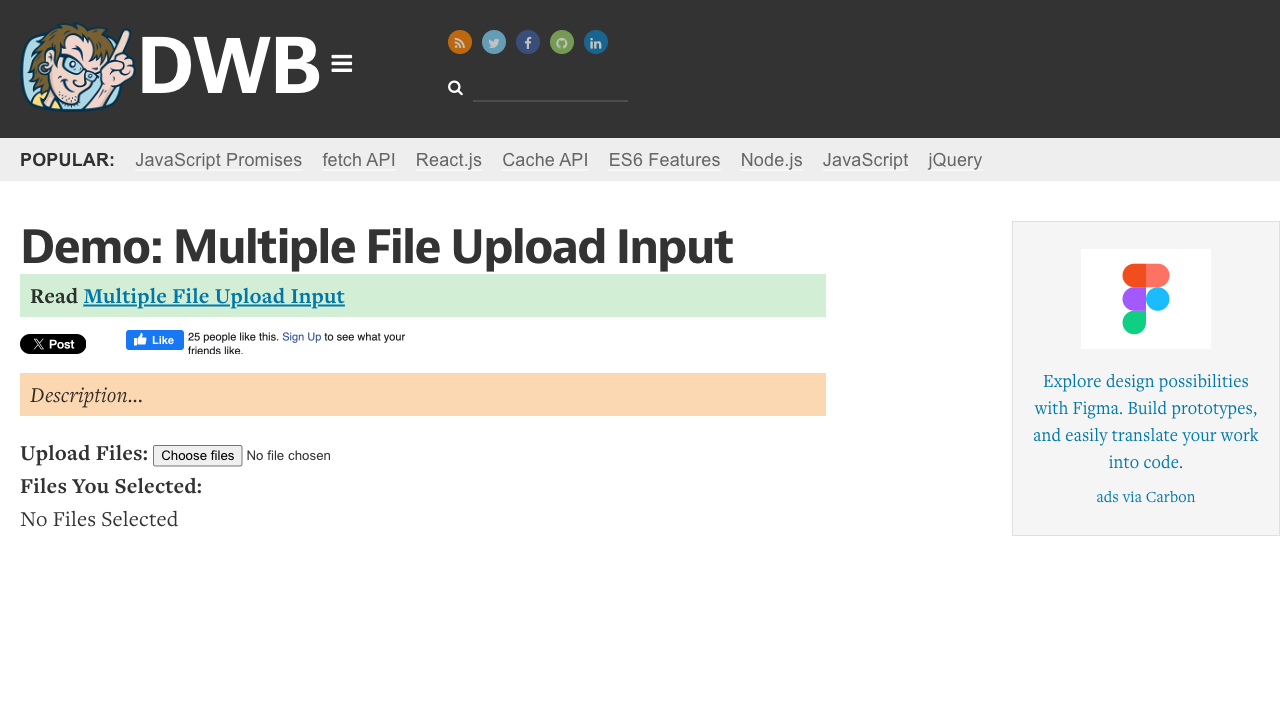 DWB
POPULAR: JavaScript Promises fetch API React.js Cache API ES6 Features Node.js JavaScript jQuery
Demo: Multiple File Upload Input
Read Multiple File Upload Input
Post
Like
25 people like this. Sign Up to see what your
friends like.
Description...
Upload Files: Choose files No file chosen
Files You Selected:
No Files Selected
Explore design possibilities
with Figma. Build prototypes,
and easily translate your work
into code.
ads via Carbon